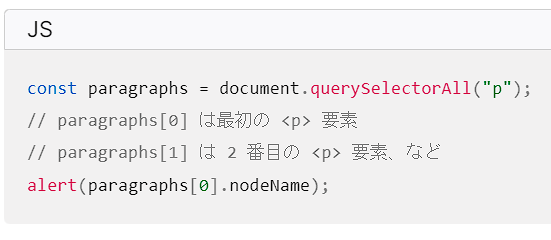 JS
const paragraphs = document.querySelectorAll("p");
// paragraphs[0] は最初の <p> 要素
// paragraphs[1] は 2 番目の <p> 要素、など
alert(paragraphs[0].nodeName);